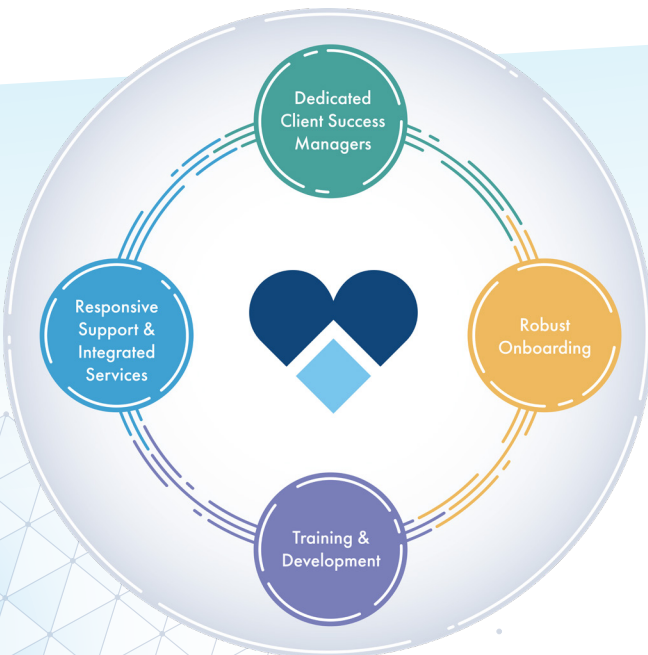 Dedicated
Client Success
Managers
Robust
Onboarding
Training &
Development
Responsive
Support &
Integrated
Services